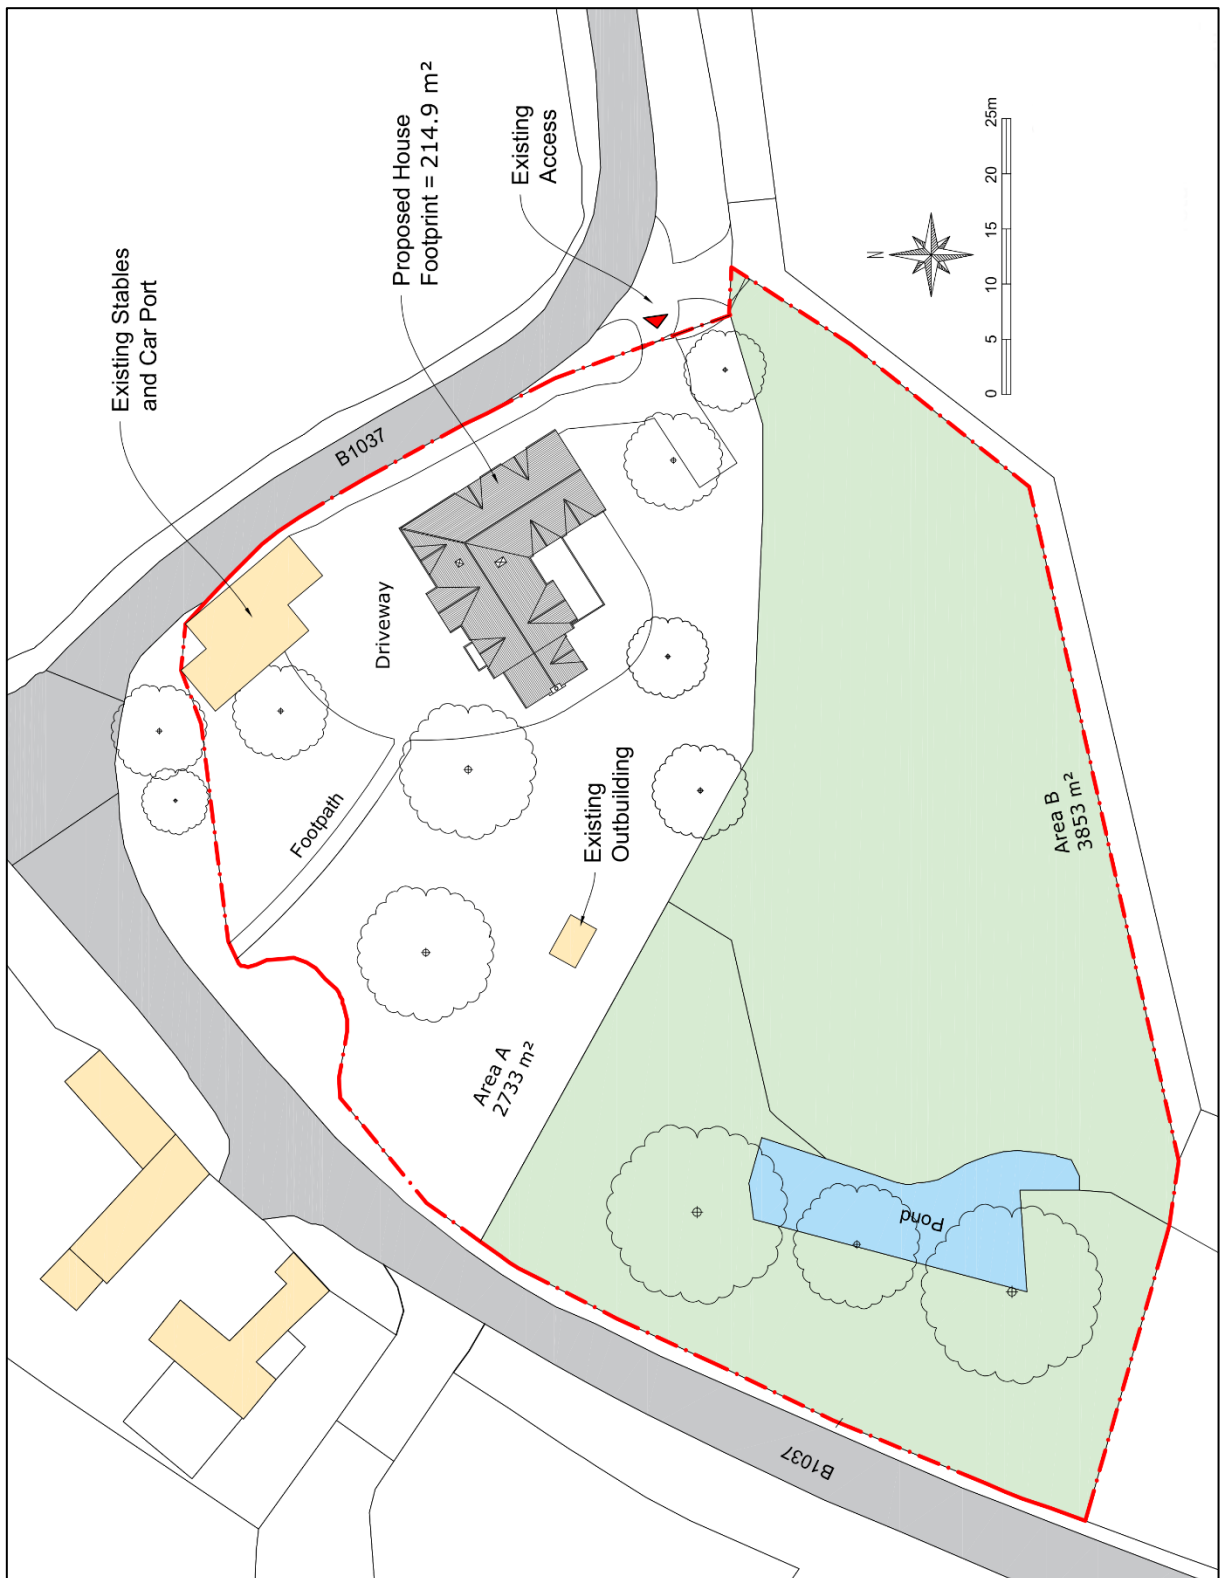 Existing Stables
and Car Port
Proposed House
Footprint = 214.9 m²
Existing
Access
B1037
Driveway
N
0 5 10 15 20 25m
Footpath
Existing
Outbuilding
Area A
2733 m²
Area B
3853 m²
Pond
B1037